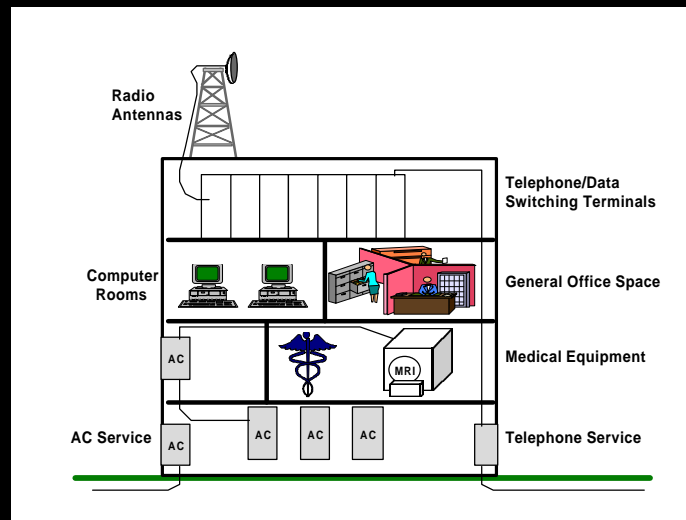 Radio
Antennas
Telephone/Data
Switching Terminals
Computer
Rooms
General Office Space
AC
MRI
Medical Equipment
AC Service
AC
AC
AC
AC
Telephone Service